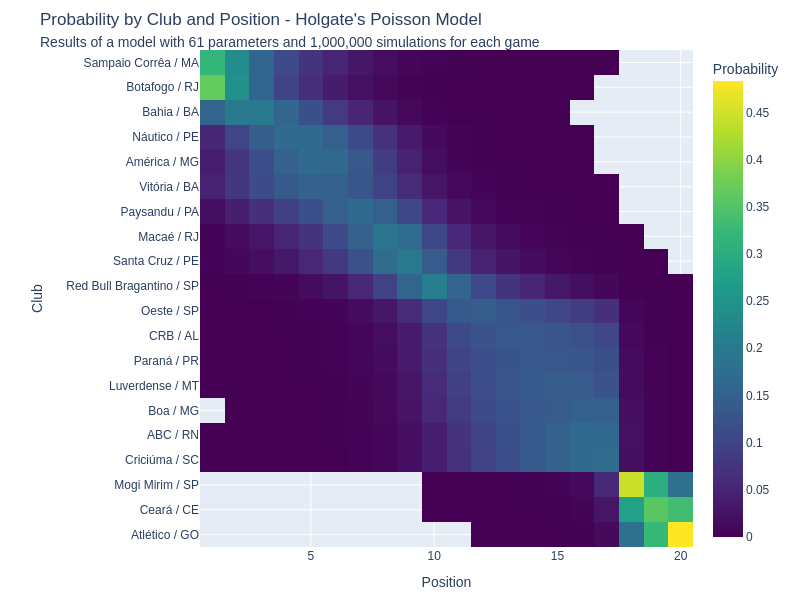 Probability by Club and Position - Holgate's Poisson Model
Results of a model with 61 parameters and 1,000,000 simulations for each game
Probability
Club
Sampaio Corrêa / MA
Botafogo / RJ
Bahia / BA
Náutico / PE
América / MG
Vitória / BA
Paysandu / PA
Macaé / RJ
Santa Cruz / PE
Red Bull Bragantino / SP
Oeste / SP
CRB / AL
Paraná / PR
Luverdense / MT
Boa / MG
ABC / RN
Criciúma / SC
Mogi Mirim / SP
Ceará / CE
Atlético / GO
0.45
0.4
0.35
0.3
0.25
0.2
0.15
0.1
0.05
0
5
10
15
20
Position